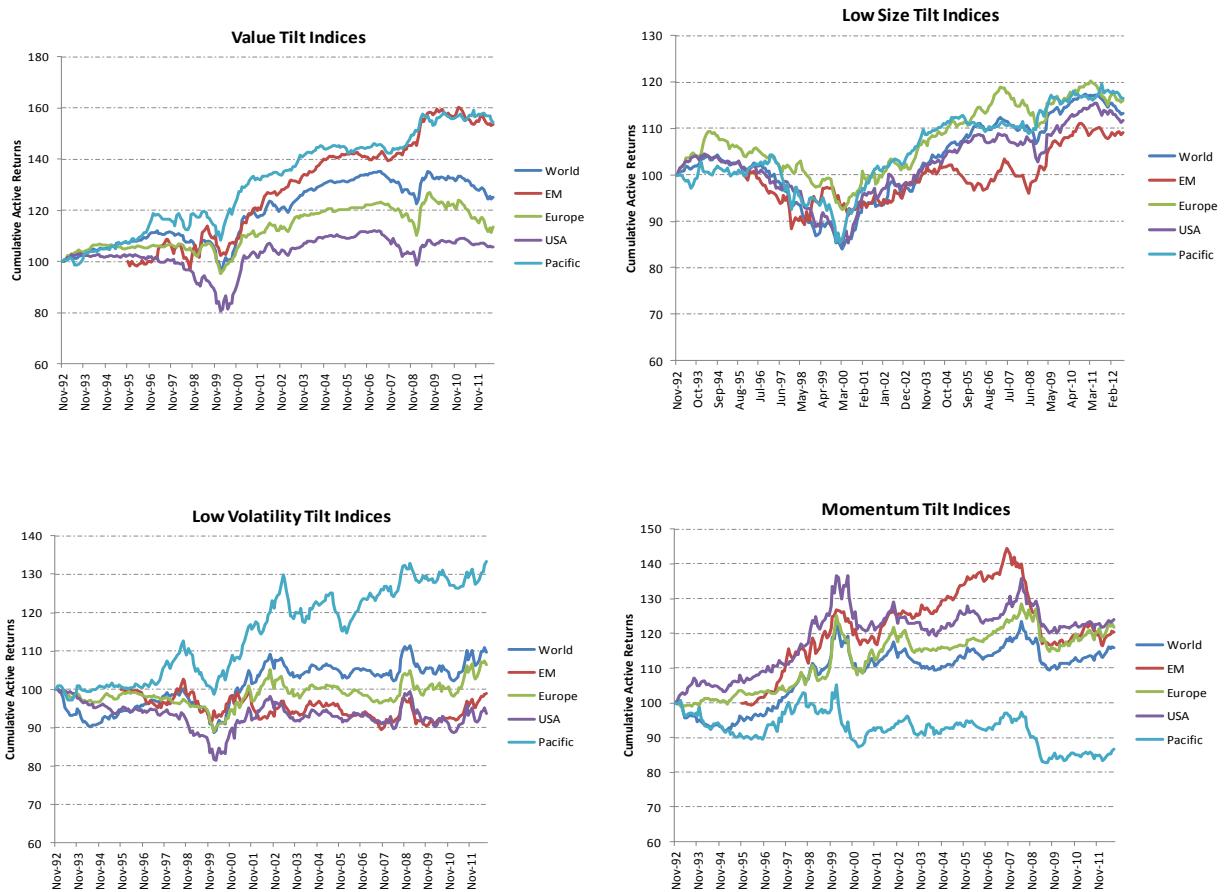 Value Tilt Indices
Cumulative Active Returns
180
160
140
120
100
80
60
Nov-92
Nov-93
Nov-94
Nov-95
Nov-96
Nov-97
Nov-98
Nov-99
Nov-00
Nov-01
Nov-02
Nov-03
Nov-04
Nov-05
Nov-06
Nov-07
Nov-08
Nov-09
Nov-10
Nov-11
World
EM
Europe
USA
Pacific
Low Size Tilt Indices
Cumulative Active Returns
130
120
110
100
90
80
70
60
Nov-92
Oct-93
Sep-94
Aug-95
Jul-96
Jun-97
May-98
Apr-99
Mar-00
Feb-01
Jan-02
Dec-02
Nov-03
Oct-04
Sep-05
Aug-06
Jul-07
Jun-08
May-09
Apr-10
Mar-11
Feb-12
World
EM
Europe
USA
Pacific
Low Volatility Tilt Indices
Cumulative Active Returns
140
130
120
110
100
90
80
70
60
Nov-92
Nov-93
Nov-94
Nov-95
Nov-96
Nov-97
Nov-98
Nov-99
Nov-00
Nov-01
Nov-02
Nov-03
Nov-04
Nov-05
Nov-06
Nov-07
Nov-08
Nov-09
Nov-10
Nov-11
World
EM
Europe
USA
Pacific
Momentum Tilt Indices
Cumulative Active Returns
150
140
130
120
110
100
90
80
70
60
Nov-92
Nov-93
Nov-94
Nov-95
Nov-96
Nov-97
Nov-98
Nov-99
Nov-00
Nov-01
Nov-02
Nov-03
Nov-04
Nov-05
Nov-06
Nov-07
Nov-08
Nov-09
Nov-10
Nov-11
World
EM
Europe
USA
Pacific